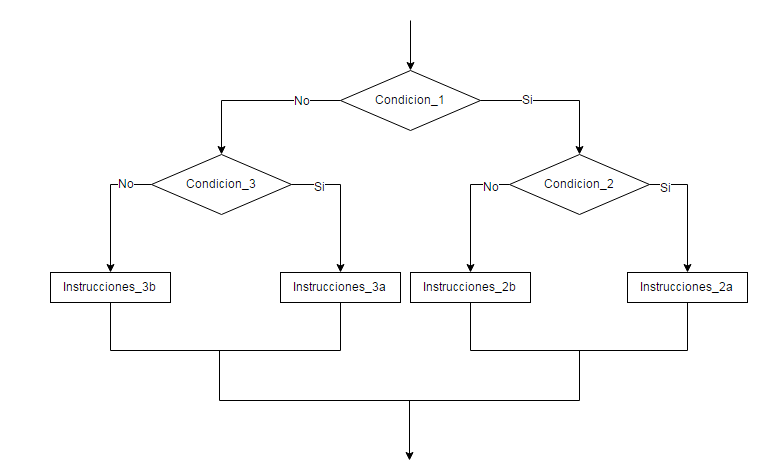 Condicion_1
No
Si
Condicion_3
No
Si
Condicion_2
No
Si
Instrucciones_3b
Instrucciones_3a
Instrucciones_2b
Instrucciones_2a